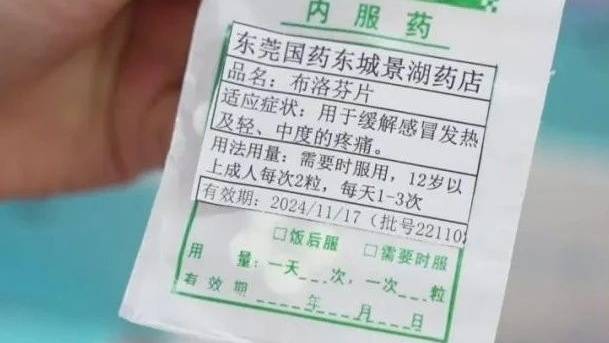 内服药
东莞国药东城景湖药店
品名：布洛芬片
适应症状：用于缓解感冒发热
及轻、中度的疼痛。
用法用量：需要时服用，12岁以
上成人每次2粒，每天1-3次
有效期：2024/11/17（批号221102
□饭后服 □需要时服
用 量：一天___次，一次___粒
有效期___年___月___日